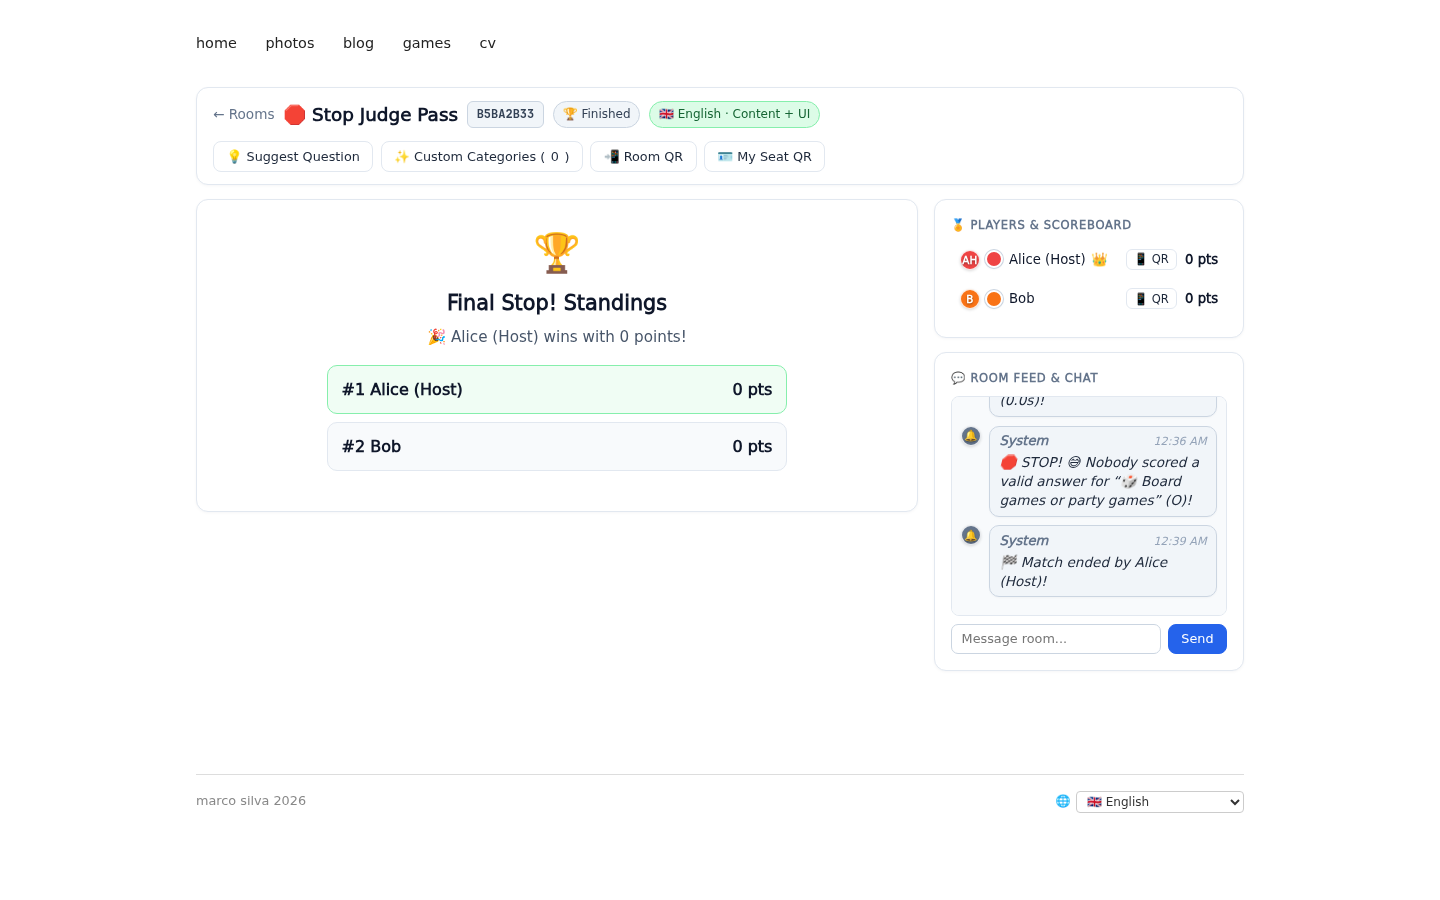 home photos blog games cv
← Rooms 🛑 Stop Judge Pass B5BA2B33 🏆 Finished 🇬🇧 English · Content + UI
💡 Suggest Question ✨ Custom Categories ( 0 ) 📲 Room QR 🪪 My Seat QR
🏆
Final Stop! Standings
🎉 Alice (Host) wins with 0 points!
#1 Alice (Host) 0 pts
#2 Bob 0 pts
🏅 PLAYERS & SCOREBOARD
AH Alice (Host) 👑 📱 QR 0 pts
B Bob 📱 QR 0 pts
💬 ROOM FEED & CHAT
(0.0s)!
🔔 System 12:36 AM
🛑 STOP! 😅 Nobody scored a
valid answer for “🎲 Board
games or party games” (O)!
🔔 System 12:39 AM
🏁 Match ended by Alice
(Host)!
Message room... Send
marco silva 2026 🌐 🇬🇧 English